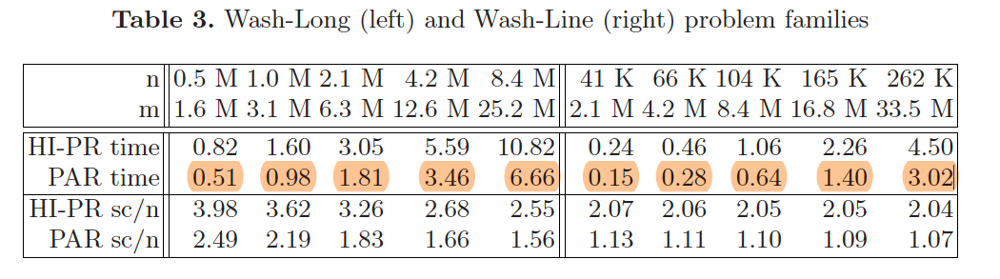 Table 3. Wash-Long (left) and Wash-Line (right) problem families
n 0.5 M 1.0 M 2.1 M 4.2 M 8.4 M 41 K 66 K 104 K 165 K 262 K
m 1.6 M 3.1 M 6.3 M 12.6 M 25.2 M 2.1 M 4.2 M 8.4 M 16.8 M 33.5 M
HI-PR time 0.82 1.60 3.05 5.59 10.82 0.24 0.46 1.06 2.26 4.50
PAR time 0.51 0.98 1.81 3.46 6.66 0.15 0.28 0.64 1.40 3.02
HI-PR sc/n 3.98 3.62 3.26 2.68 2.55 2.07 2.06 2.05 2.05 2.04
PAR sc/n 2.49 2.19 1.83 1.66 1.56 1.13 1.11 1.10 1.09 1.07